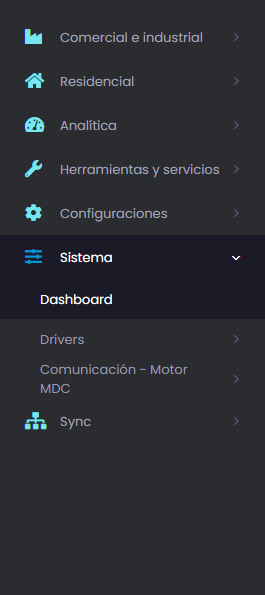 Comercial e industrial
Residencial
Analítica
Herramientas y servicios
Configuraciones
Sistema
Dashboard
Drivers
Comunicación - Motor
MDC
Sync